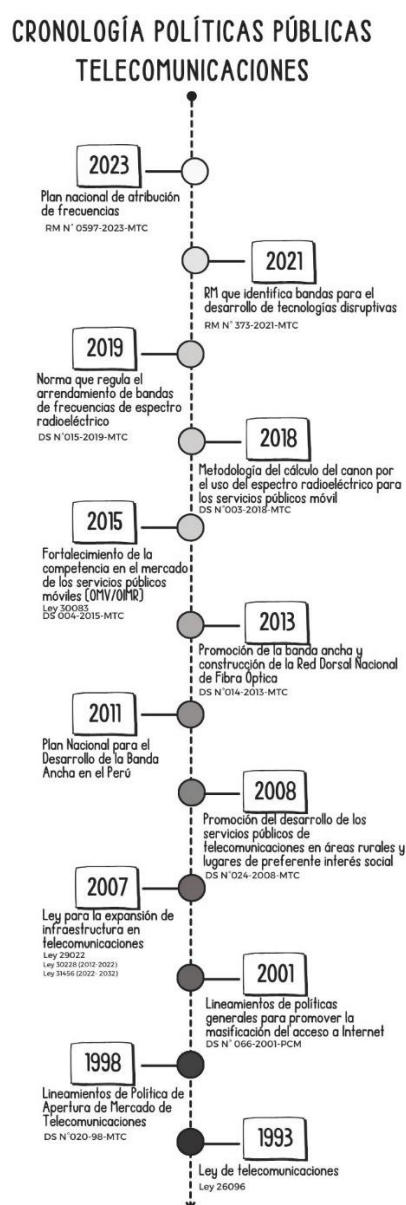 CRONOLOGÍA POLÍTICAS PÚBLICAS
TELECOMUNICACIONES
2023
Plan nacional de atribución
de frecuencias
RM N° 0597-2023-MTC
2021
RM que identifica bandas para el
desarrollo de tecnologías disruptivas
RM N° 373-2021-MTC
2019
Norma que regula el
arrendamiento de bandas
de frecuencias de espectro
radioeléctrico
DS N°015-2019-MTC
2018
Metodología del cálculo del canon por
el uso del espectro radioeléctrico para
los servicios públicos móvil
DS N°003-2018-MTC
2015
Fortalecimiento de la
competencia en el mercado
de los servicios públicos
móviles (OMV/OIMR)
Ley 30083
DS 004-2015-MTC
2013
Promoción de la banda ancha y
construcción de la Red Dorsal Nacional
de Fibra Óptica
DS N°014-2013-MTC
2011
Plan Nacional para el
Desarrollo de la Banda
Ancha en el Perú
2008
Promoción del desarrollo de los
servicios públicos de
telecomunicaciones en áreas rurales y
lugares de preferente interés social
DS N°024-2008-MTC
2007
Ley para la expansión de
infraestructura en
telecomunicaciones
Ley 29022
Ley 30228 (2012-2022)
Ley 31456 (2022- 2032)
2001
Lineamientos de políticas
generales para promover la
masificación del acceso a Internet
DS N° 066-2001-PCM
1998
Lineamientos de Política de
Apertura de Mercado de
Telecomunicaciones
DS N°020-98-MTC
1993
Ley de telecomunicaciones
Ley 26096